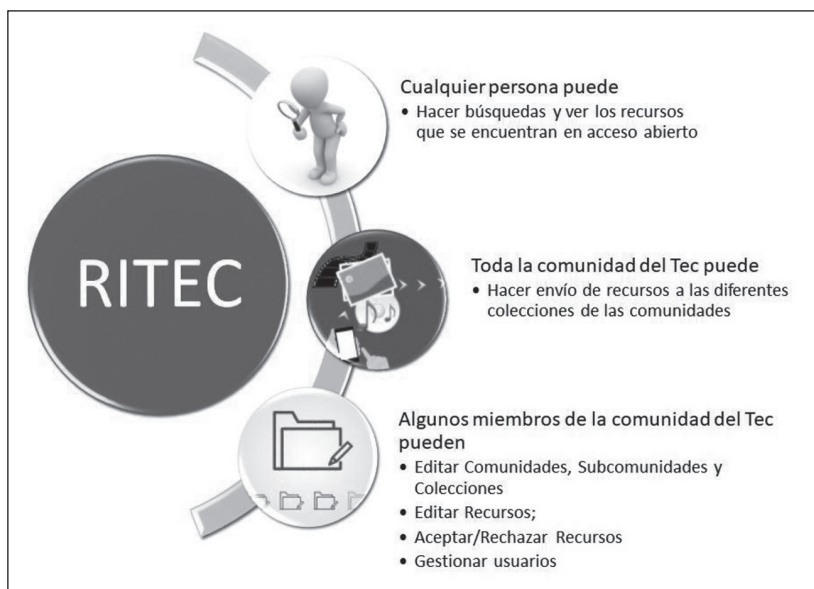 RITEC
Cualquier persona puede
• Hacer búsquedas y ver los recursos
que se encuentran en acceso abierto
Toda la comunidad del Tec puede
• Hacer envío de recursos a las diferentes
colecciones de las comunidades
Algunos miembros de la comunidad del Tec
pueden
• Editar Comunidades, Subcomunidades y
Colecciones
• Editar Recursos;
• Aceptar/Rechazar Recursos
• Gestionar usuarios